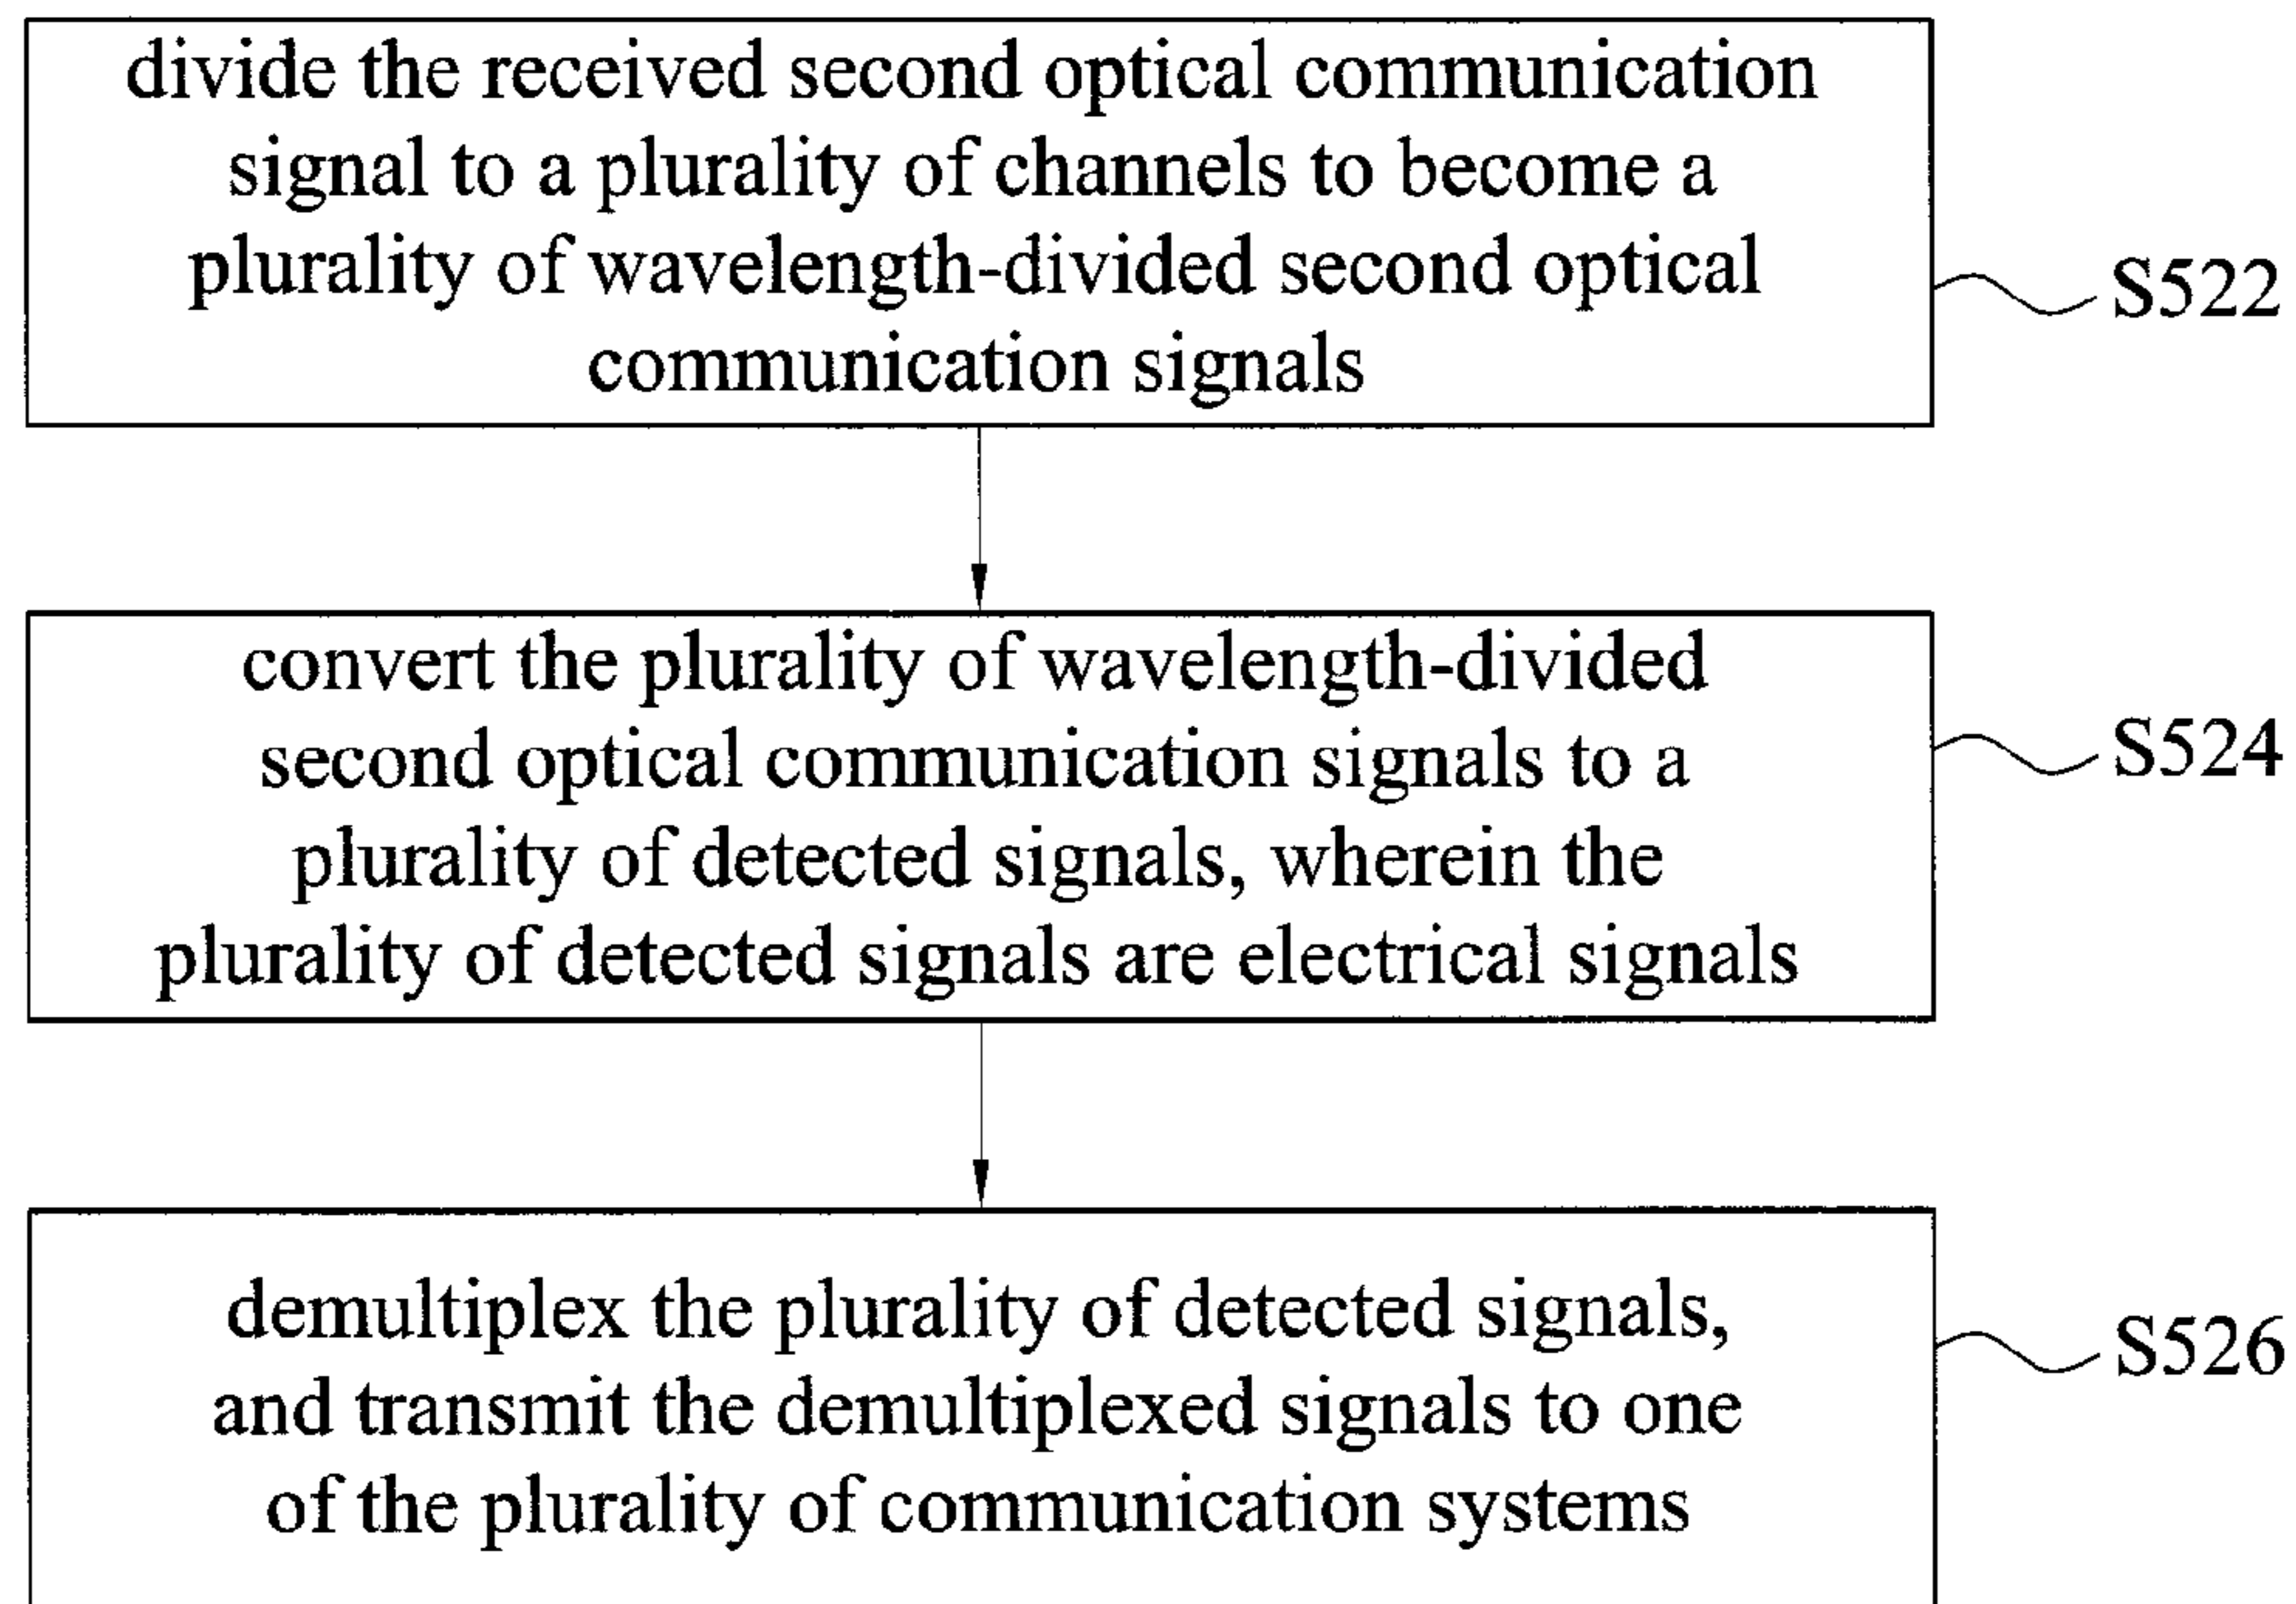 divide the received second optical communication
signal to a plurality of channels to become a
plurality of wavelength-divided second optical
communication signals
S522
convert the plurality of wavelength-divided
second optical communication signals to a
plurality of detected signals, wherein the
plurality of detected signals are electrical signals
S524
demultiplex the plurality of detected signals,
and transmit the demultiplexed signals to one
of the plurality of communication systems
S526